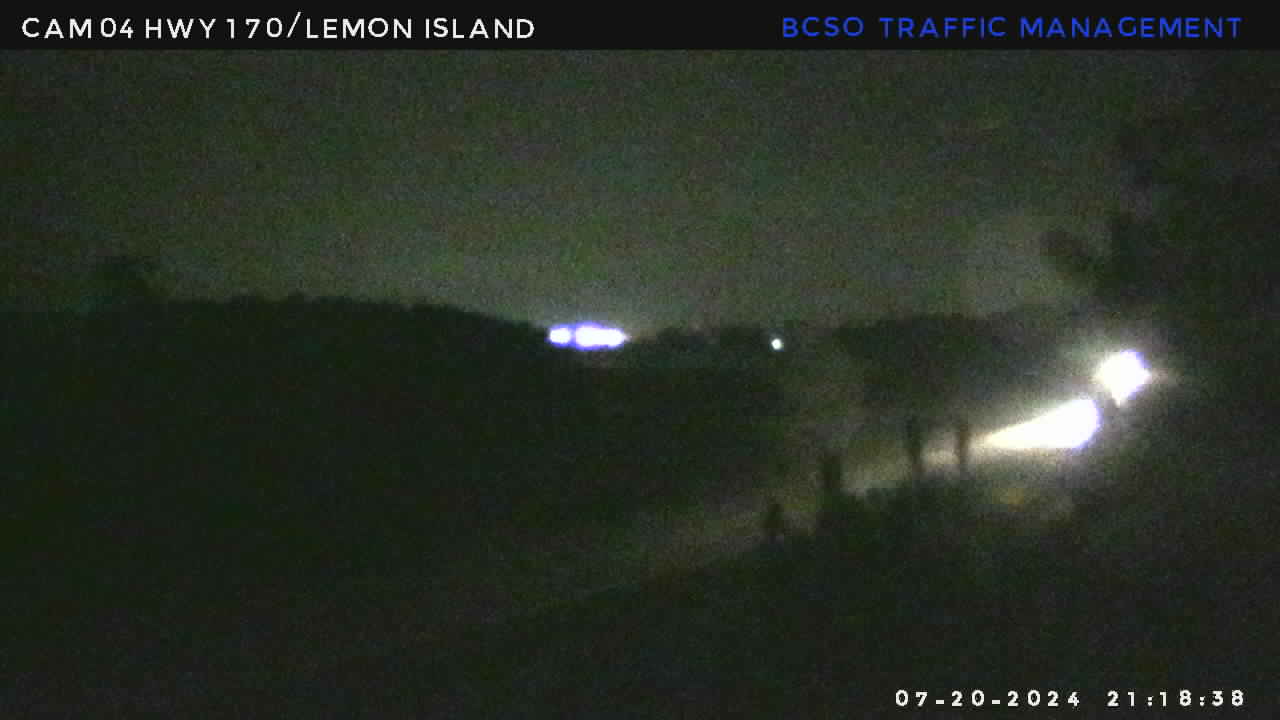 CAM04 HWY 170/LEMON ISLAND
BCSO TRAFFIC MANAGEMENT
07-20-2024 21:18:38